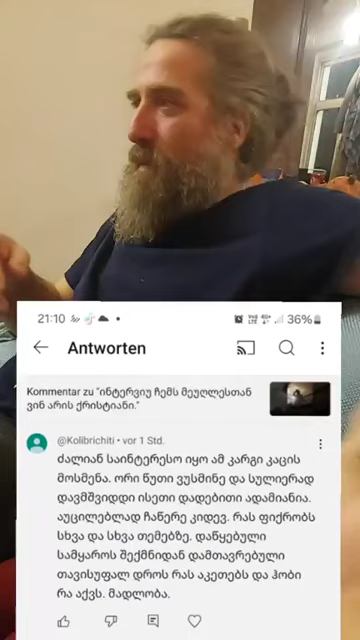 21:10
36%
Antworten
Kommentar zu "ინტერვიუ ჩემს მეუღლესთან
ვინ არის ქრისტიანი."
@Kolibrichiti • vor 1 Std.
ძალიან საინტერესო იყო ამ კარგი კაცის
მოსმენა. ორი წუთი ვუსმინე და სულიერად
დავმშვიდდი ისეთი დადებითი ადამიანია.
აუცილებლად ჩაწერე კიდევ. რას ფიქრობს
სხვა და სხვა თემებზე. დაწყებული
სამყაროს შექმნიდან დამთავრებული
თავისუფალ დროს რას აკეთებს და ჰობი
რა აქვს. მადლობა.